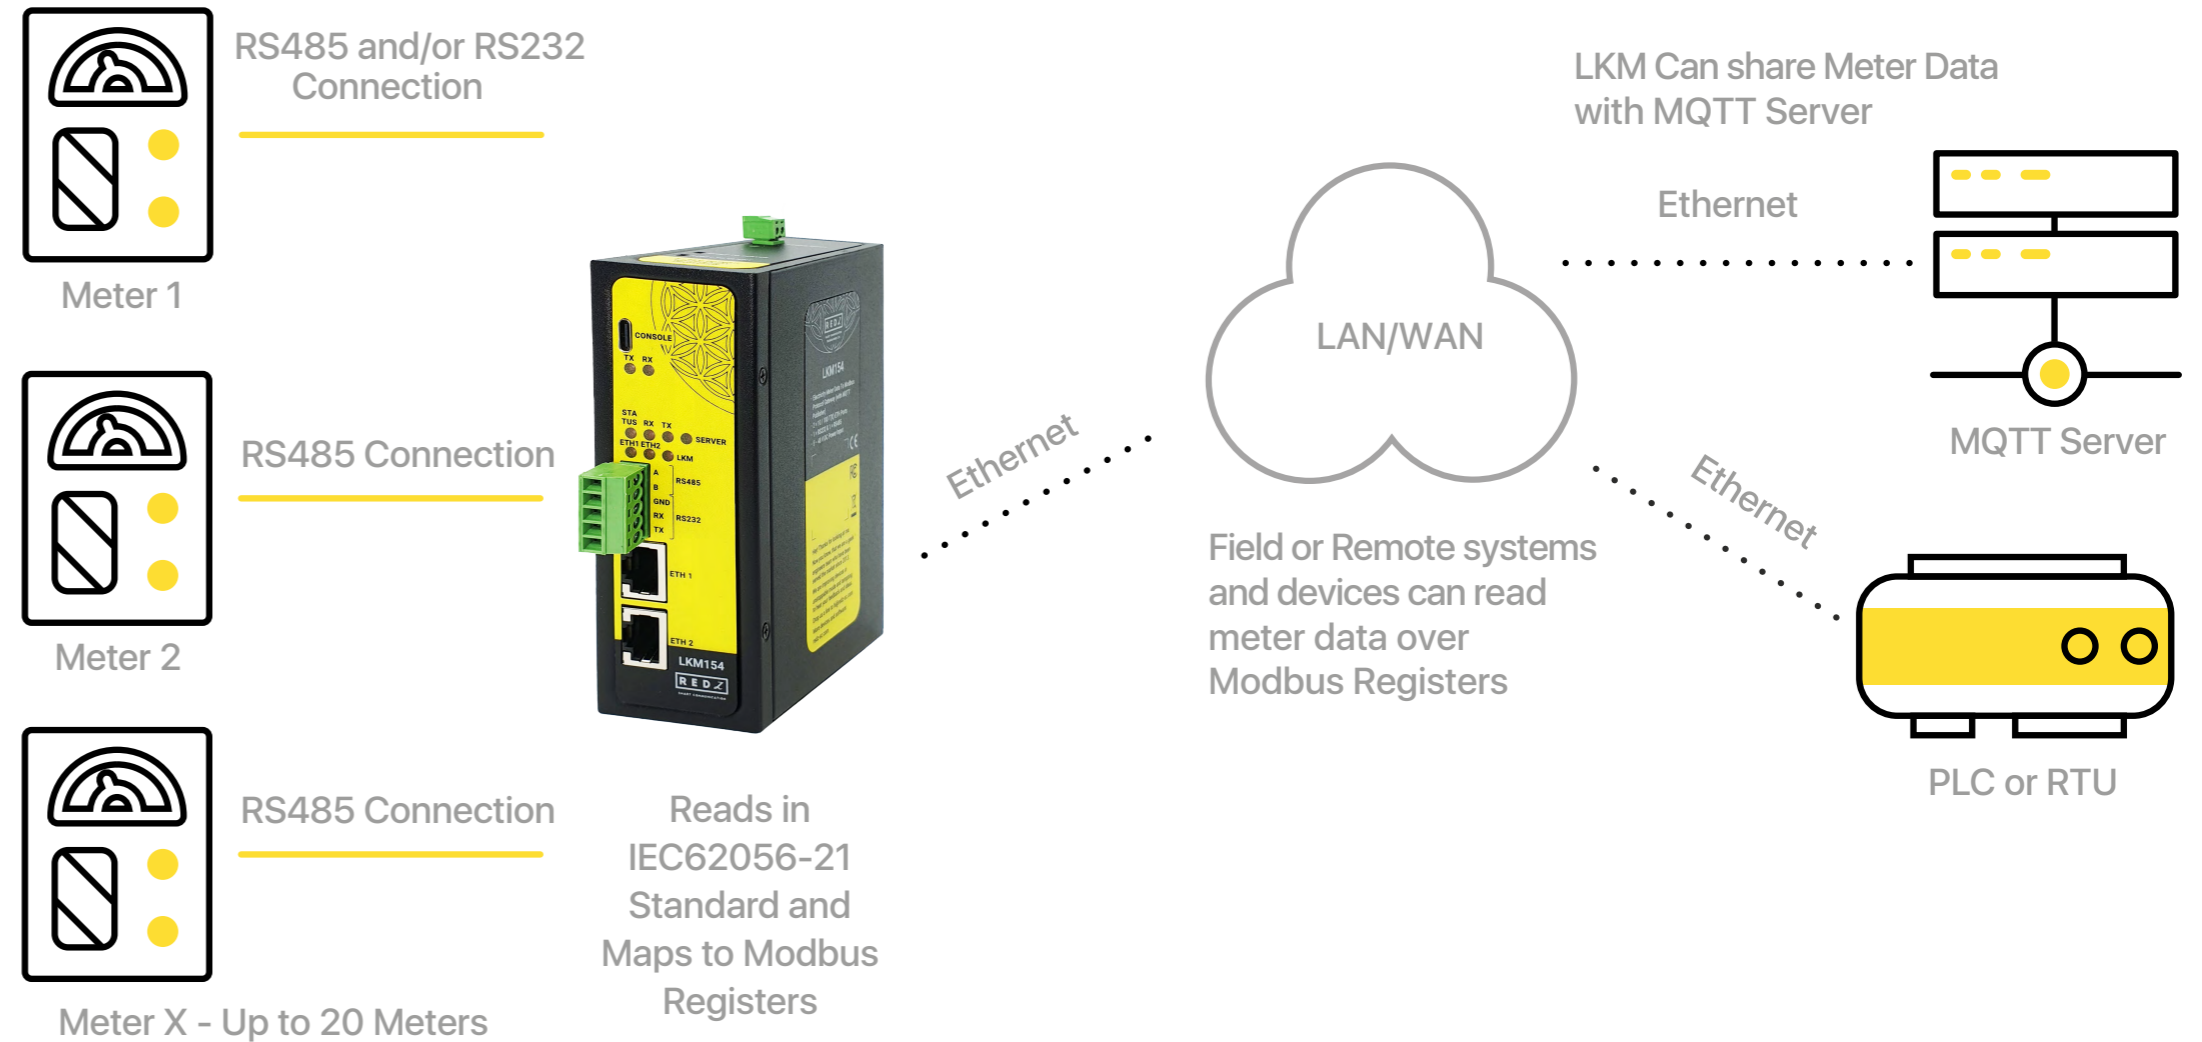 RS485 and/or RS232
Connection
Meter 1
RS485 Connection
Meter 2
RS485 Connection
Meter X - Up to 20 Meters
CONSOLE
TX RX
STA
TUS RX TX
SERVER
ETH1 ETH2
LKM
A
B
RS485
GND
RX
RS232
TX
ETH 1
ETH 2
LKM154
REDZ
SMART COMMUNICATION
REDZ
LKM154
Reads in
IEC62056-21
Standard and
Maps to Modbus
Registers
Ethernet
LAN/WAN
Field or Remote systems
and devices can read
meter data over
Modbus Registers
LKM Can share Meter Data
with MQTT Server
Ethernet
MQTT Server
Ethernet
PLC or RTU